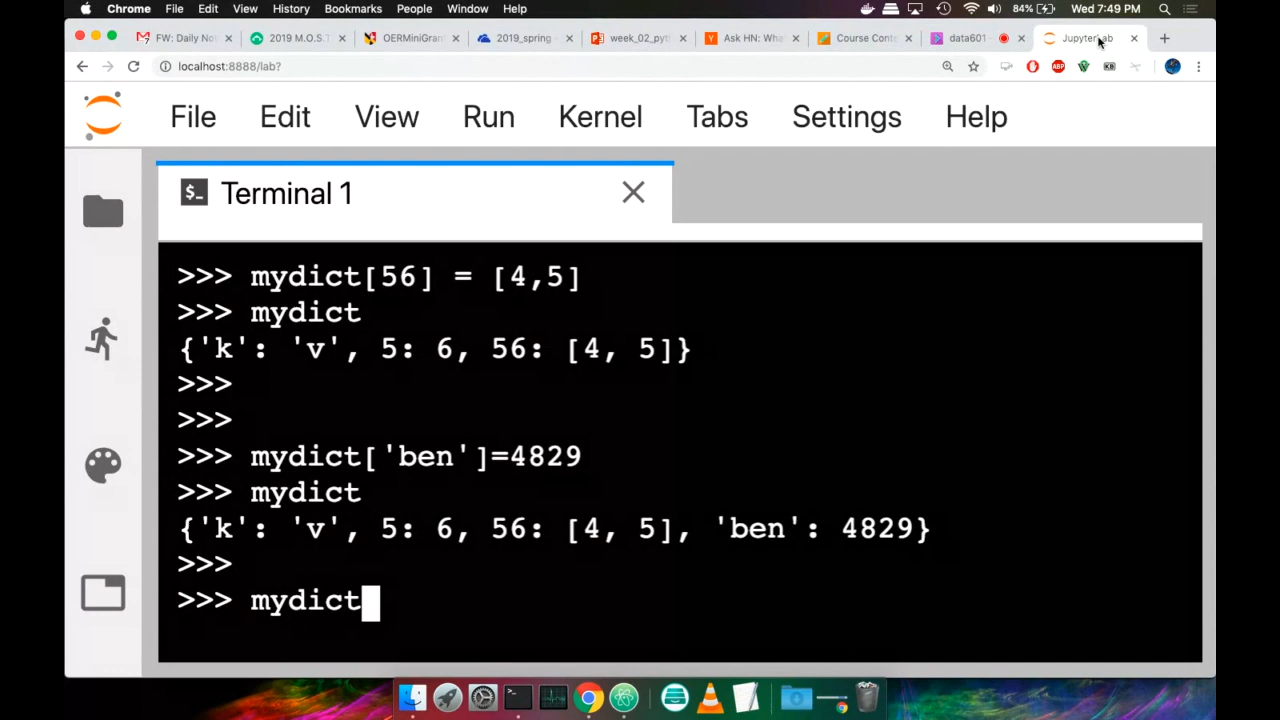 Chrome File Edit View History Bookmarks People Window Help 84% Wed 7:49 PM
FW: Daily No 2019 M.O.S. OERMiniGran 2019_spring week_02_pyt Ask HN: Wha Course Cont data601 JupyterLab
localhost:8888/lab?
ABP
KB
File Edit View Run Kernel Tabs Settings Help
$_ Terminal 1
>>> mydict[56] = [4,5]
>>> mydict
{'k': 'v', 5: 6, 56: [4, 5]}
>>>
>>>
>>> mydict['ben']=4829
>>> mydict
{'k': 'v', 5: 6, 56: [4, 5], 'ben': 4829}
>>>
>>> mydict